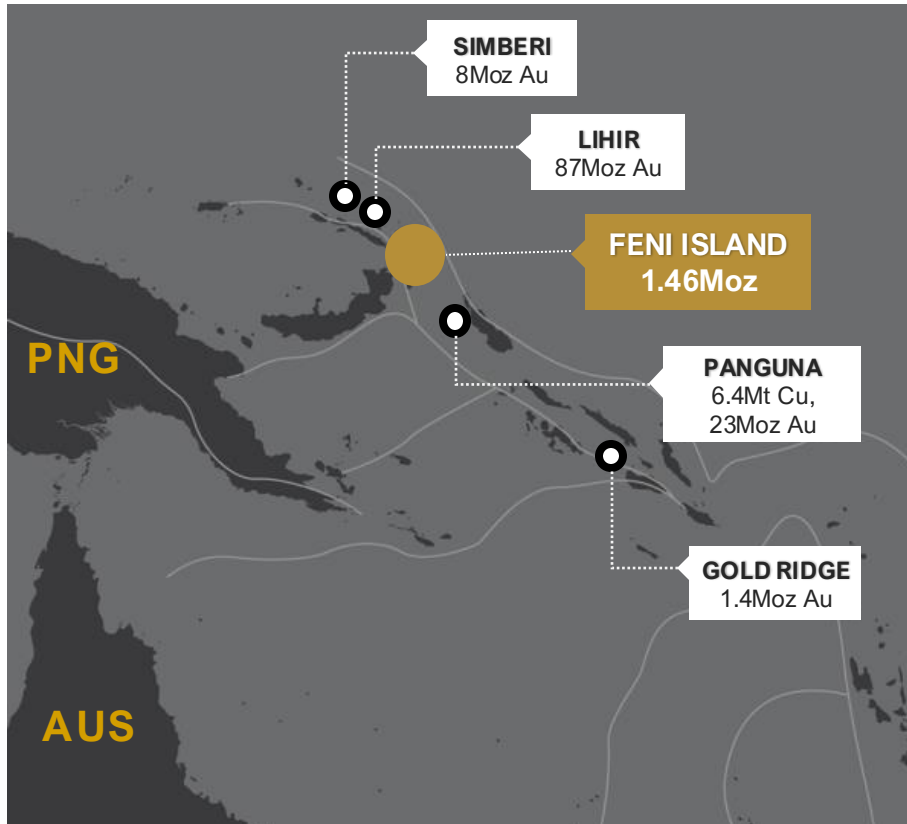 SIMBERI
8Moz Au
LIHIR
87Moz Au
FENI ISLAND
1.46Moz
PNG
PANGUNA
6.4Mt Cu,
23Moz Au
GOLD RIDGE
1.4Moz Au
AUS